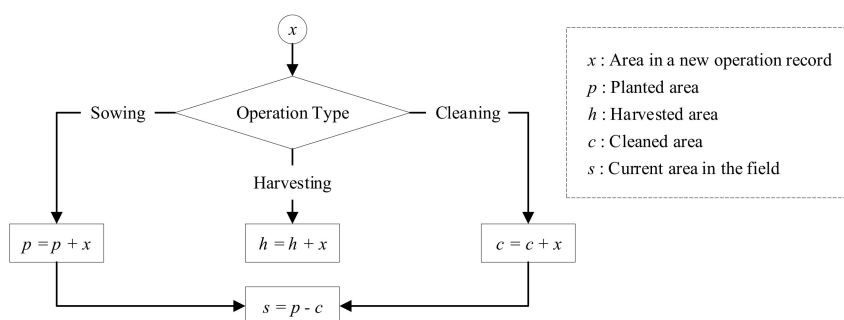 x
Operation Type
Sowing
Cleaning
Harvesting
p = p + x
h = h + x
c = c + x
s = p - c
x : Area in a new operation record
p : Planted area
h : Harvested area
c : Cleaned area
s : Current area in the field